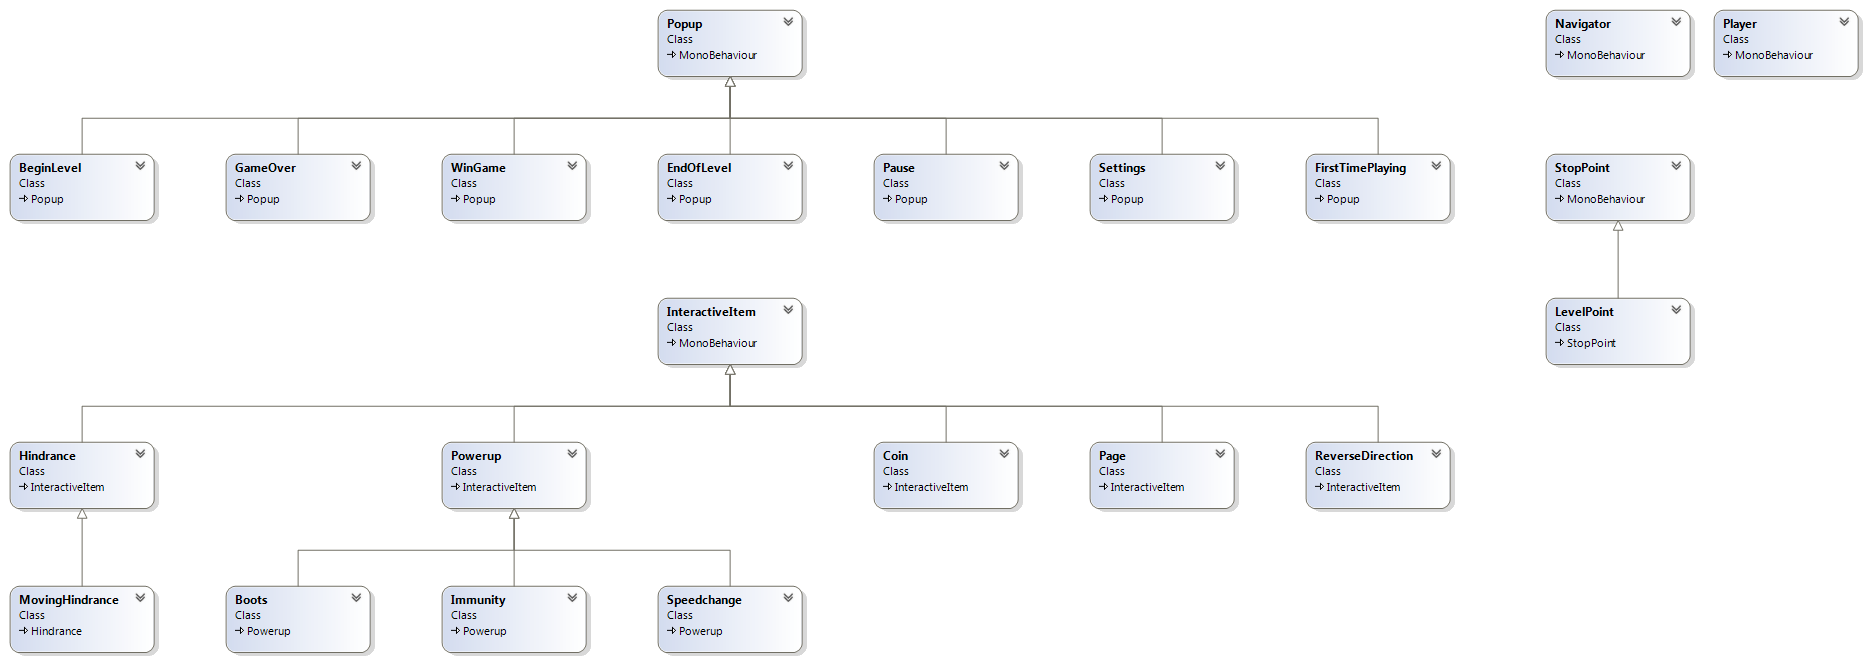 Popup
Class
MonoBehaviour
Navigator
Class
MonoBehaviour
Player
Class
MonoBehaviour
BeginLevel
Class
Popup
GameOver
Class
Popup
WinGame
Class
Popup
EndOfLevel
Class
Popup
Pause
Class
Popup
Settings
Class
Popup
FirstTimePlaying
Class
Popup
StopPoint
Class
MonoBehaviour
InteractiveItem
Class
MonoBehaviour
LevelPoint
Class
StopPoint
Hindrance
Class
InteractiveItem
Powerup
Class
InteractiveItem
Coin
Class
InteractiveItem
Page
Class
InteractiveItem
ReverseDirection
Class
InteractiveItem
MovingHindrance
Class
Hindrance
Boots
Class
Powerup
Immunity
Class
Powerup
Speedchange
Class
Powerup